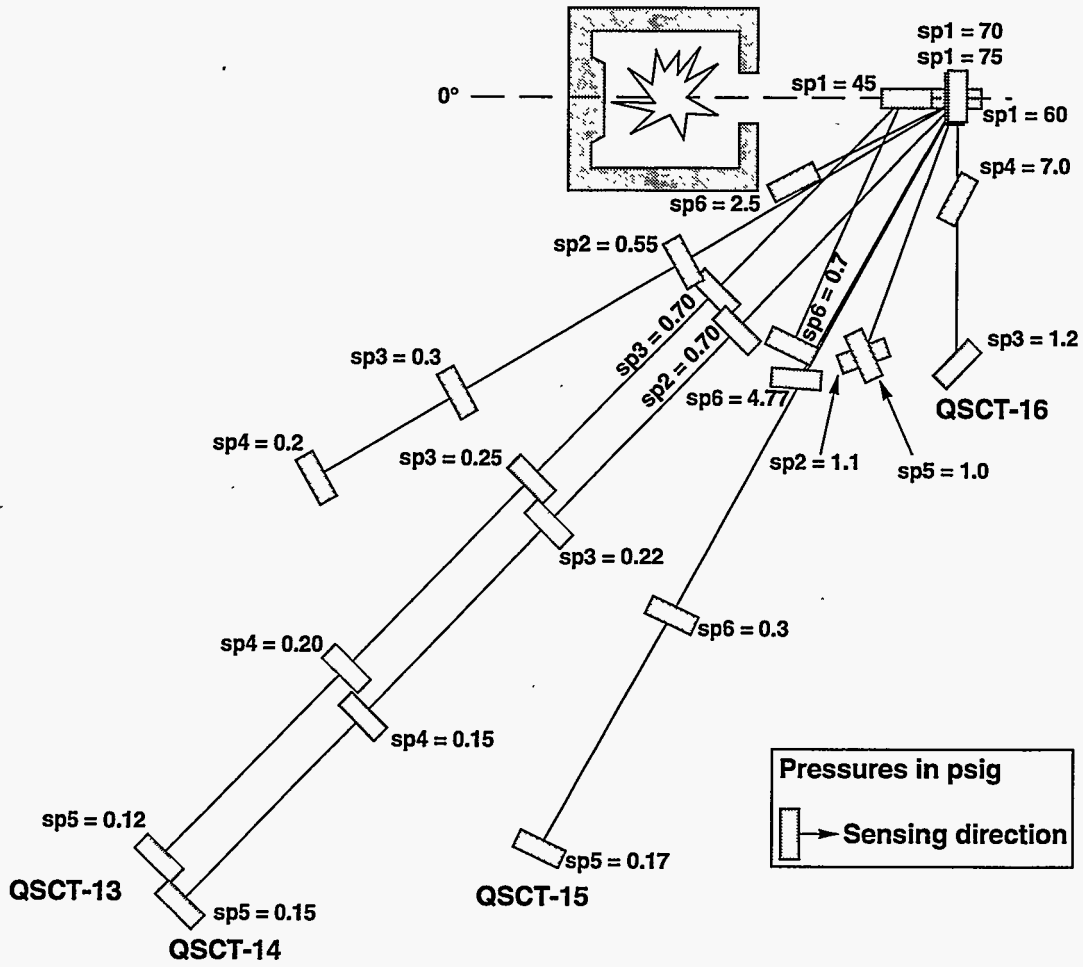 sp1 = 70
sp1 = 75
sp1 = 45
0°
sp1 = 60
sp4 = 7.0
sp6 = 2.5
sp2 = 0.55
sp6 = 0.7
sp3 = 0.70
sp2 = 0.70
sp3 = 0.3
sp3 = 1.2
sp6 = 4.77
QSCT-16
sp4 = 0.2
sp3 = 0.25
sp2 = 1.1
sp5 = 1.0
sp3 = 0.22
sp6 = 0.3
sp4 = 0.20
sp4 = 0.15
Pressures in psig
Sensing direction
sp5 = 0.12
sp5 = 0.17
QSCT-13
QSCT-15
sp5 = 0.15
QSCT-14